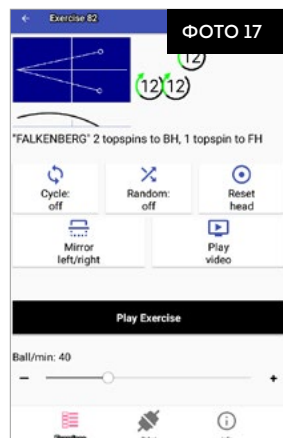 Exercise 82
ФОТО 17
12
12 12
"FALKENBERG" 2 topspins to BH, 1 topspin to FH
Cycle:
off
Random:
off
Reset
head
Mirror
left/right
Play
video
Play Exercise
Ball/min: 40